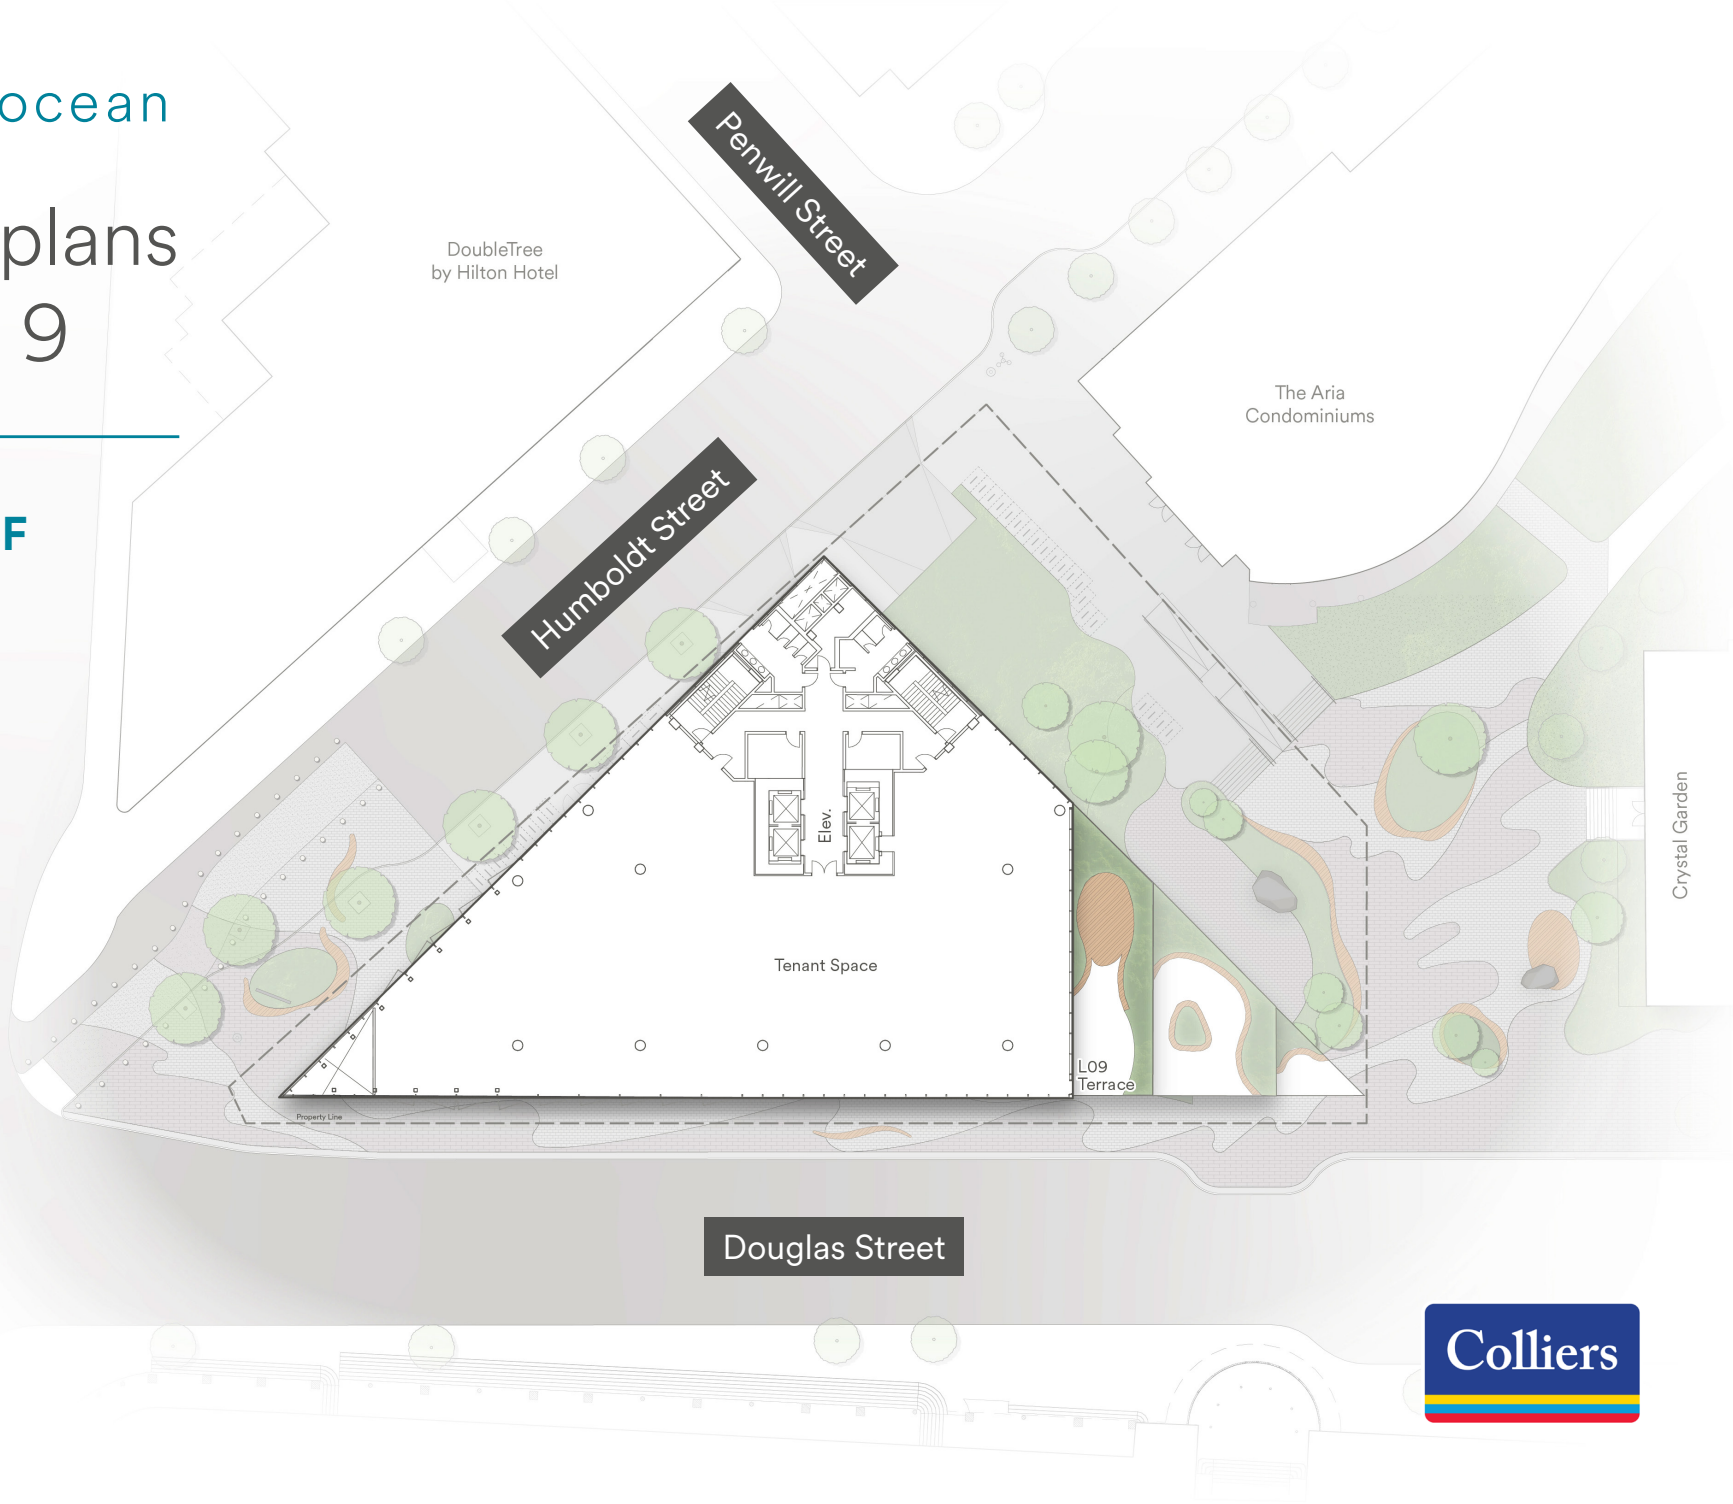 ocean
plans
9
F
Penwill Street
DoubleTree
by Hilton Hotel
The Aria
Condominiums
Humboldt Street
Elev.
Crystal Garden
Tenant Space
L09
Terrace
Property Line
Douglas Street
Colliers